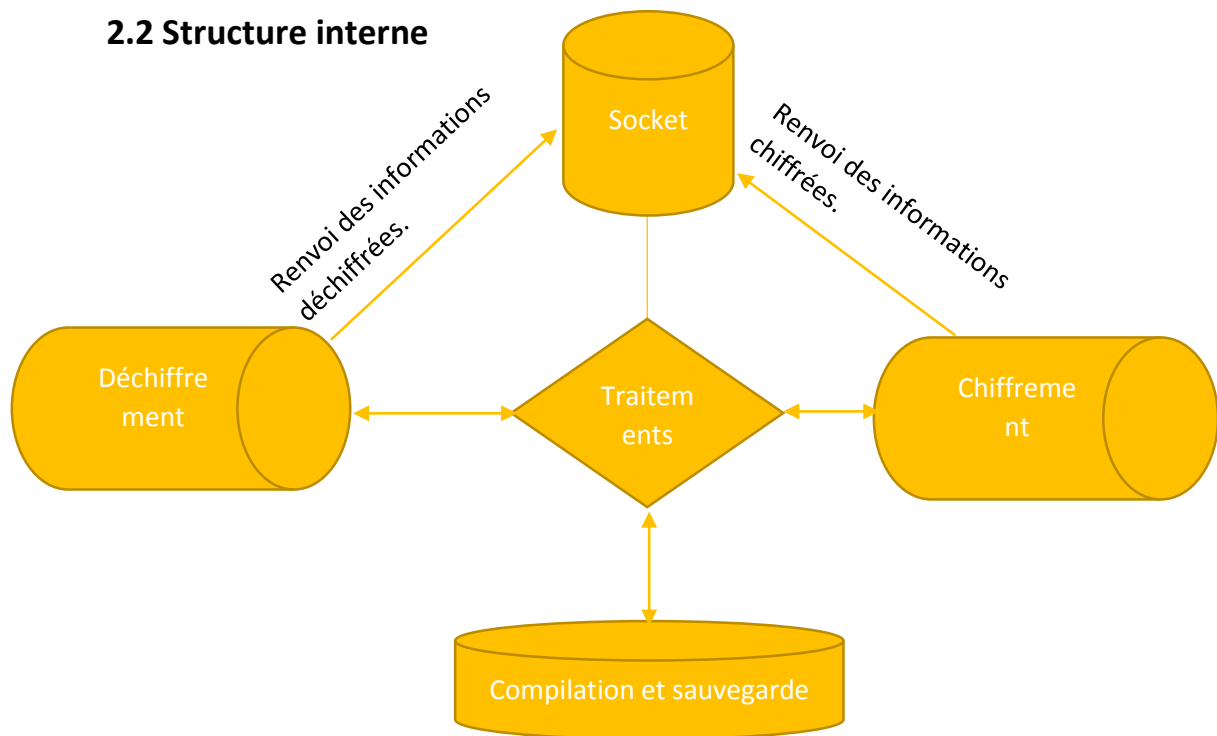 2.2 Structure interne
Socket
Renvoi des informations
déchiffrées.
Renvoi des informations
chiffrées.
Déchiffre
ment
Traitem
ents
Chiffreme
nt
Compilation et sauvegarde